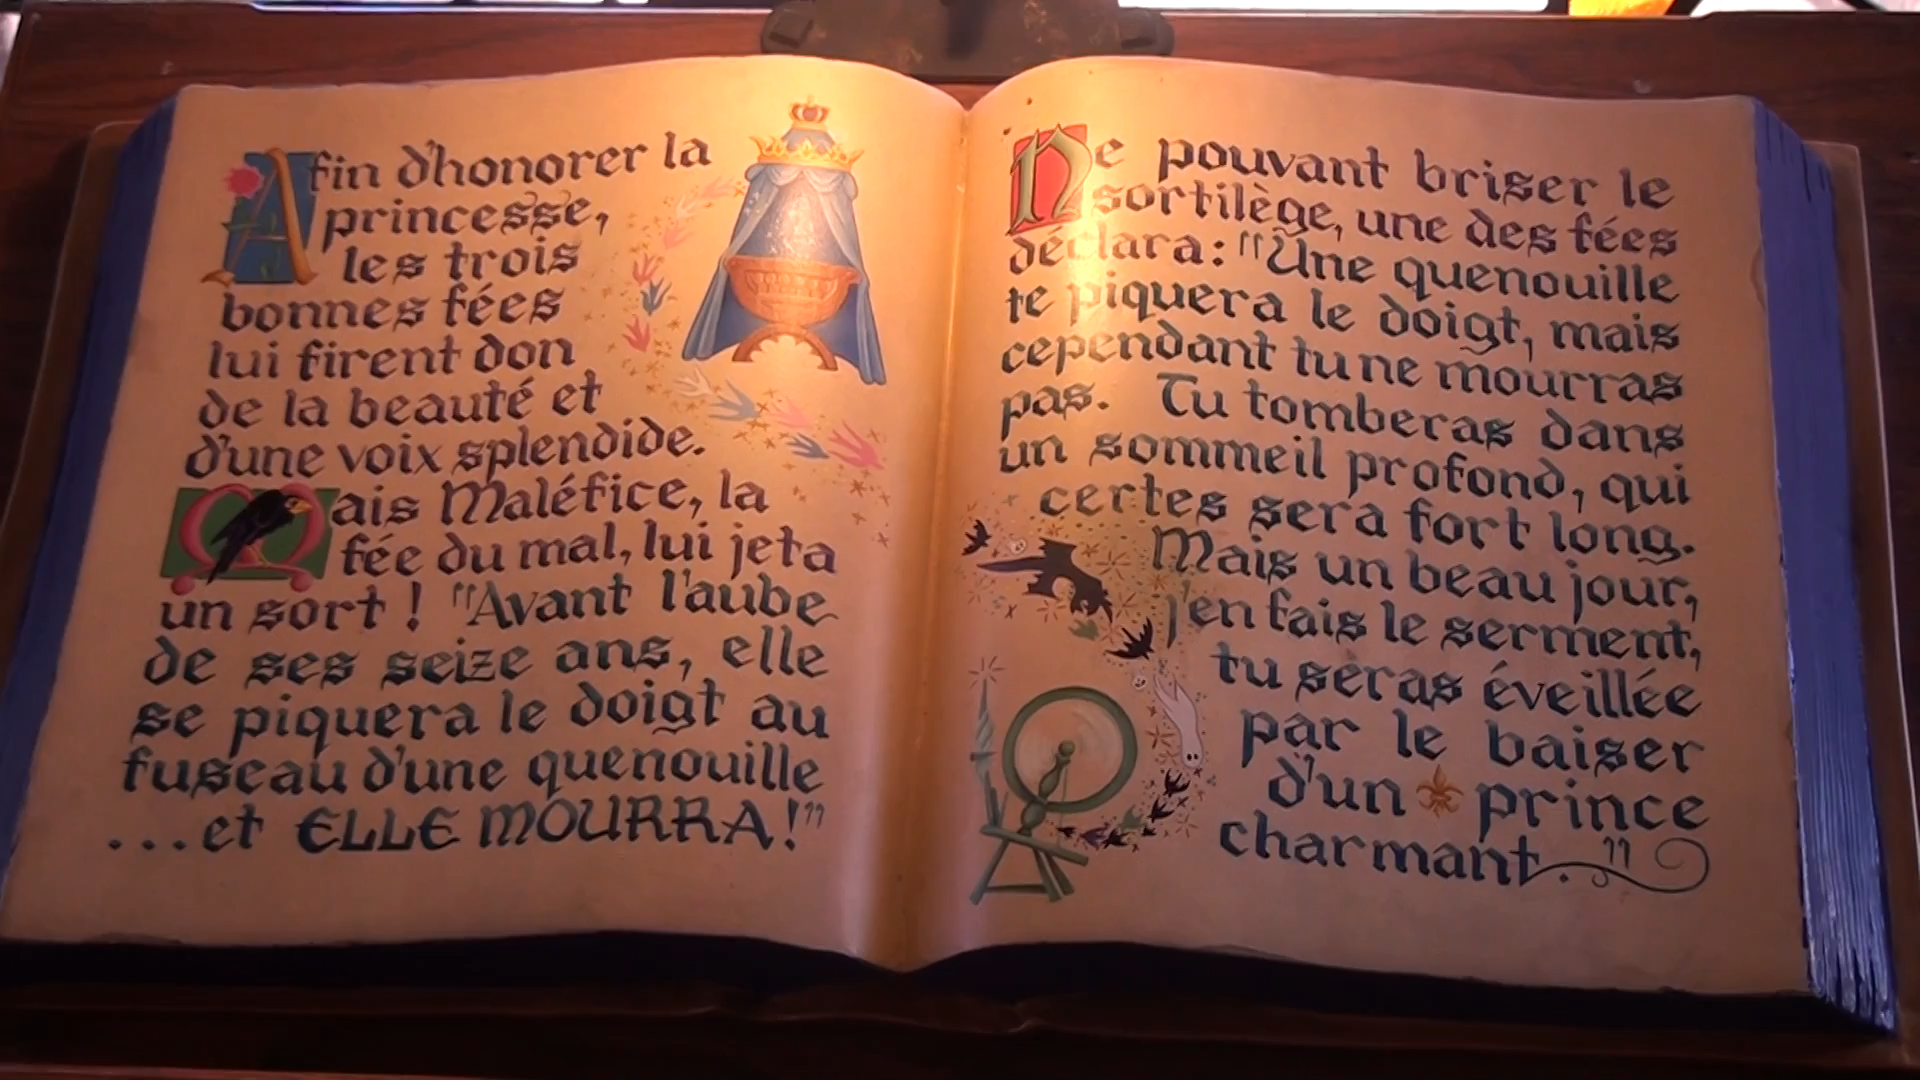 Afin d'honorer la
princesse,
les trois
bonnes fées
lui firent don
de la beauté et
d'une voix splendide.
Mais Maléfice, la
fée du mal, lui jeta
un sort ! "Avant l'aube
de ses seize ans, elle
se piquera le doigt au
fuseau d'une quenouille
...et ELLE MOURRA !"
Ne pouvant briser le
sortilège, une des fées
déclara : "Une quenouille
te piquera le doigt, mais
cependant tu ne mourras
pas. Tu tomberas dans
un sommeil profond, qui
certes sera fort long.
Mais un beau jour,
j'en fais le serment,
tu seras éveillée
par le baiser
d'un prince
charmant."